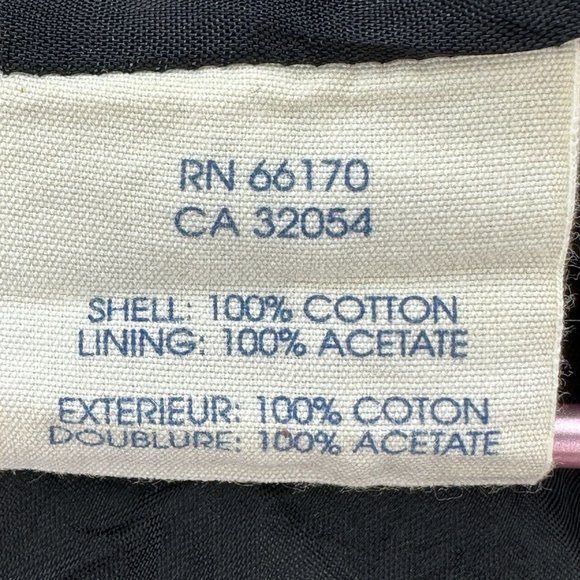 RN 66170
CA 32054
SHELL: 100% COTTON
LINING: 100% ACETATE
EXTERIEUR: 100% COTON
DOUBLURE: 100% ACETATE